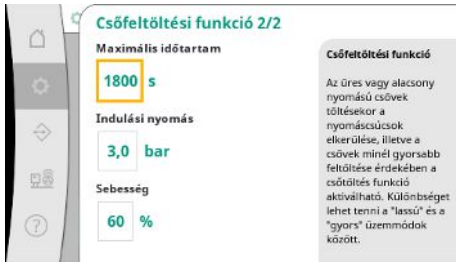 Csőfeltöltési funkció 2/2
Maximális időtartam
1800 s
Indulási nyomás
3,0 bar
Sebesség
60 %
Csőfeltöltési funkció
Az üres vagy alacsony
nyomású csövek
töltésekor a
nyomáscsúcsok
elkerülése, illetve a
csövek minél gyorsabb
feltöltése érdekében a
csőtöltés funkció
aktiválható. Különbséget
lehet tenni a "lassú" és a
"gyors" üzemmódok
között.
?